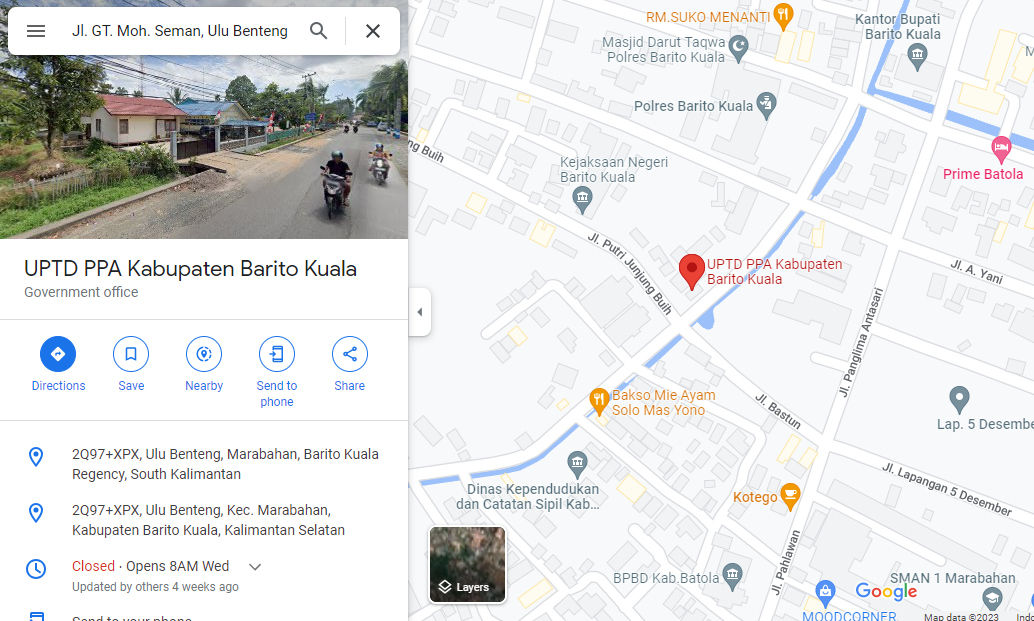 Jl. GT. Moh. Seman, Ulu Benteng
UPTD PPA Kabupaten Barito Kuala
Government office
Directions
Save
Nearby
Send to
phone
Share
2Q97+XPX, Ulu Benteng, Marabahan, Barito Kuala
Regency, South Kalimantan
2Q97+XPX, Ulu Benteng, Kec. Marabahan,
Kabupaten Barito Kuala, Kalimantan Selatan
Closed · Opens 8AM Wed
Updated by others 4 weeks ago
Send to your phone
RM.SUKO MENANTI
Kantor Bupati
Barito Kuala
Masjid Darut Taqwa
Polres Barito Kuala
Polres Barito Kuala
Buih
Kejaksaan Negeri
Barito Kuala
Prime Batola
Jl. Putri Junjung Buih
UPTD PPA Kabupaten
Barito Kuala
Jl. A. Yani
Jl. Panglima Antasari
Bakso Mie Ayam
Solo Mas Yono
Jl. Bastun
Lap. 5 Desembe
Dinas Kependudukan
dan Catatan Sipil Kab...
Jl. Lapangan 5 Desember
Kotego
Jl. Pahlawan
BPBD Kab.Batola
SMAN 1 Marabahan
MOODCORNER
Layers
Google
Map data ©2023